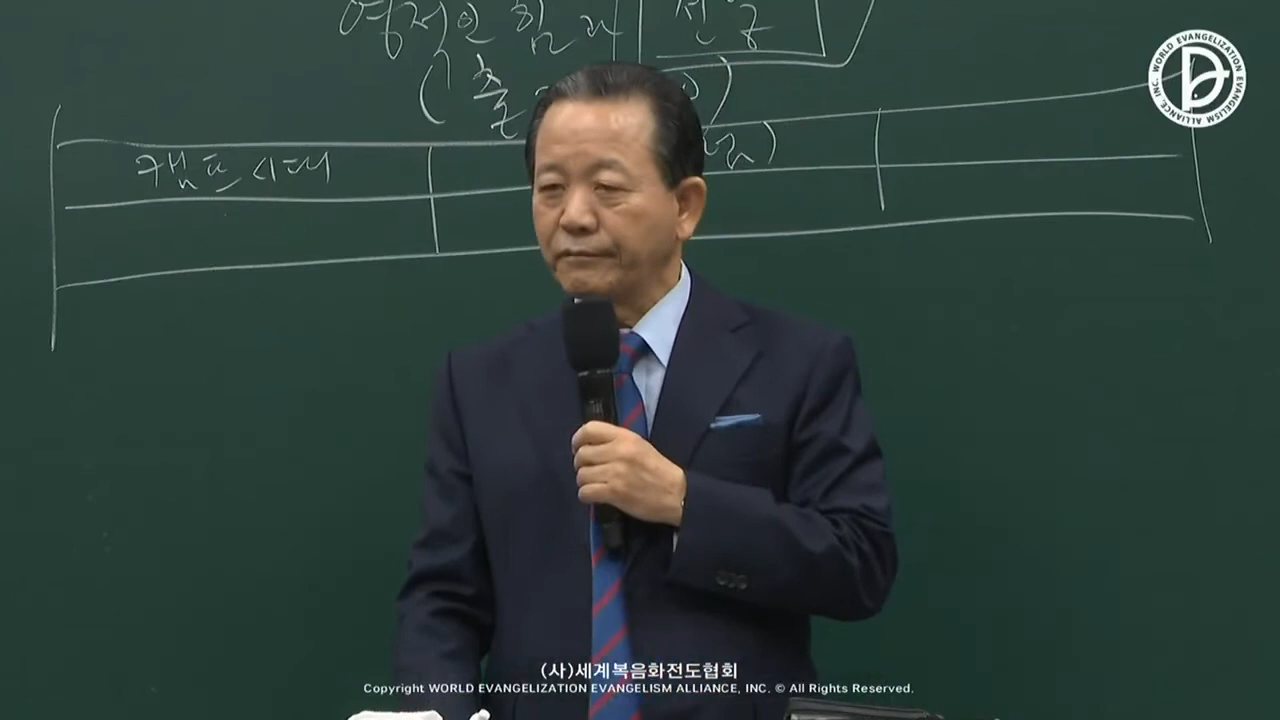 영적인 힘과
선공
캠프시대
WORLD EVANGELIZATION EVANGELISM ALLIANCE, INC.
(사)세계복음화전도협회
Copyright WORLD EVANGELIZATION EVANGELISM ALLIANCE, INC. © All Rights Reserved.